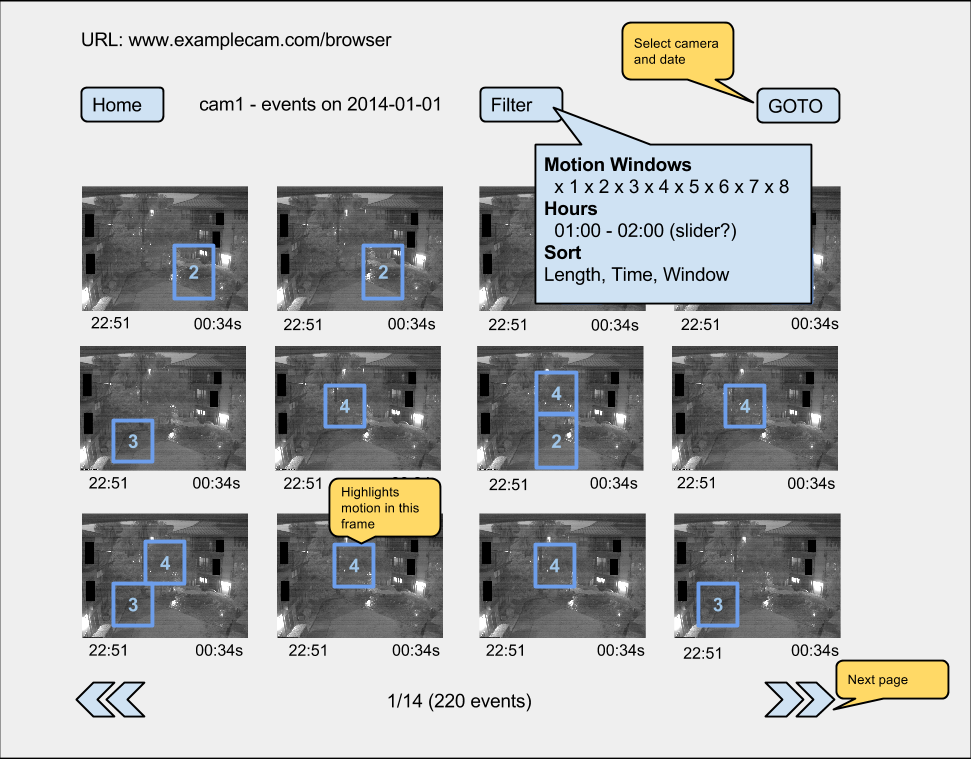 URL: www.examplecam.com/browser
Select camera
and date
Home
cam1 - events on 2014-01-01
Filter
GOTO
Motion Windows
x 1 x 2 x 3 x 4 x 5 x 6 x 7 x 8
Hours
01:00 - 02:00 (slider?)
Sort
Length, Time, Window
2
2
22:51 00:34s
22:51 00:34s
22:51 00:34s
22:51 00:34s
3
4
4
2
4
22:51 00:34s
22:51
22:51 00:34s
22:51 00:34s
Highlights
motion in this
frame
4
3
4
4
3
22:51 00:34s
22:51 00:34s
22:51 00:34s
22:51 00:34s
1/14 (220 events)
Next page